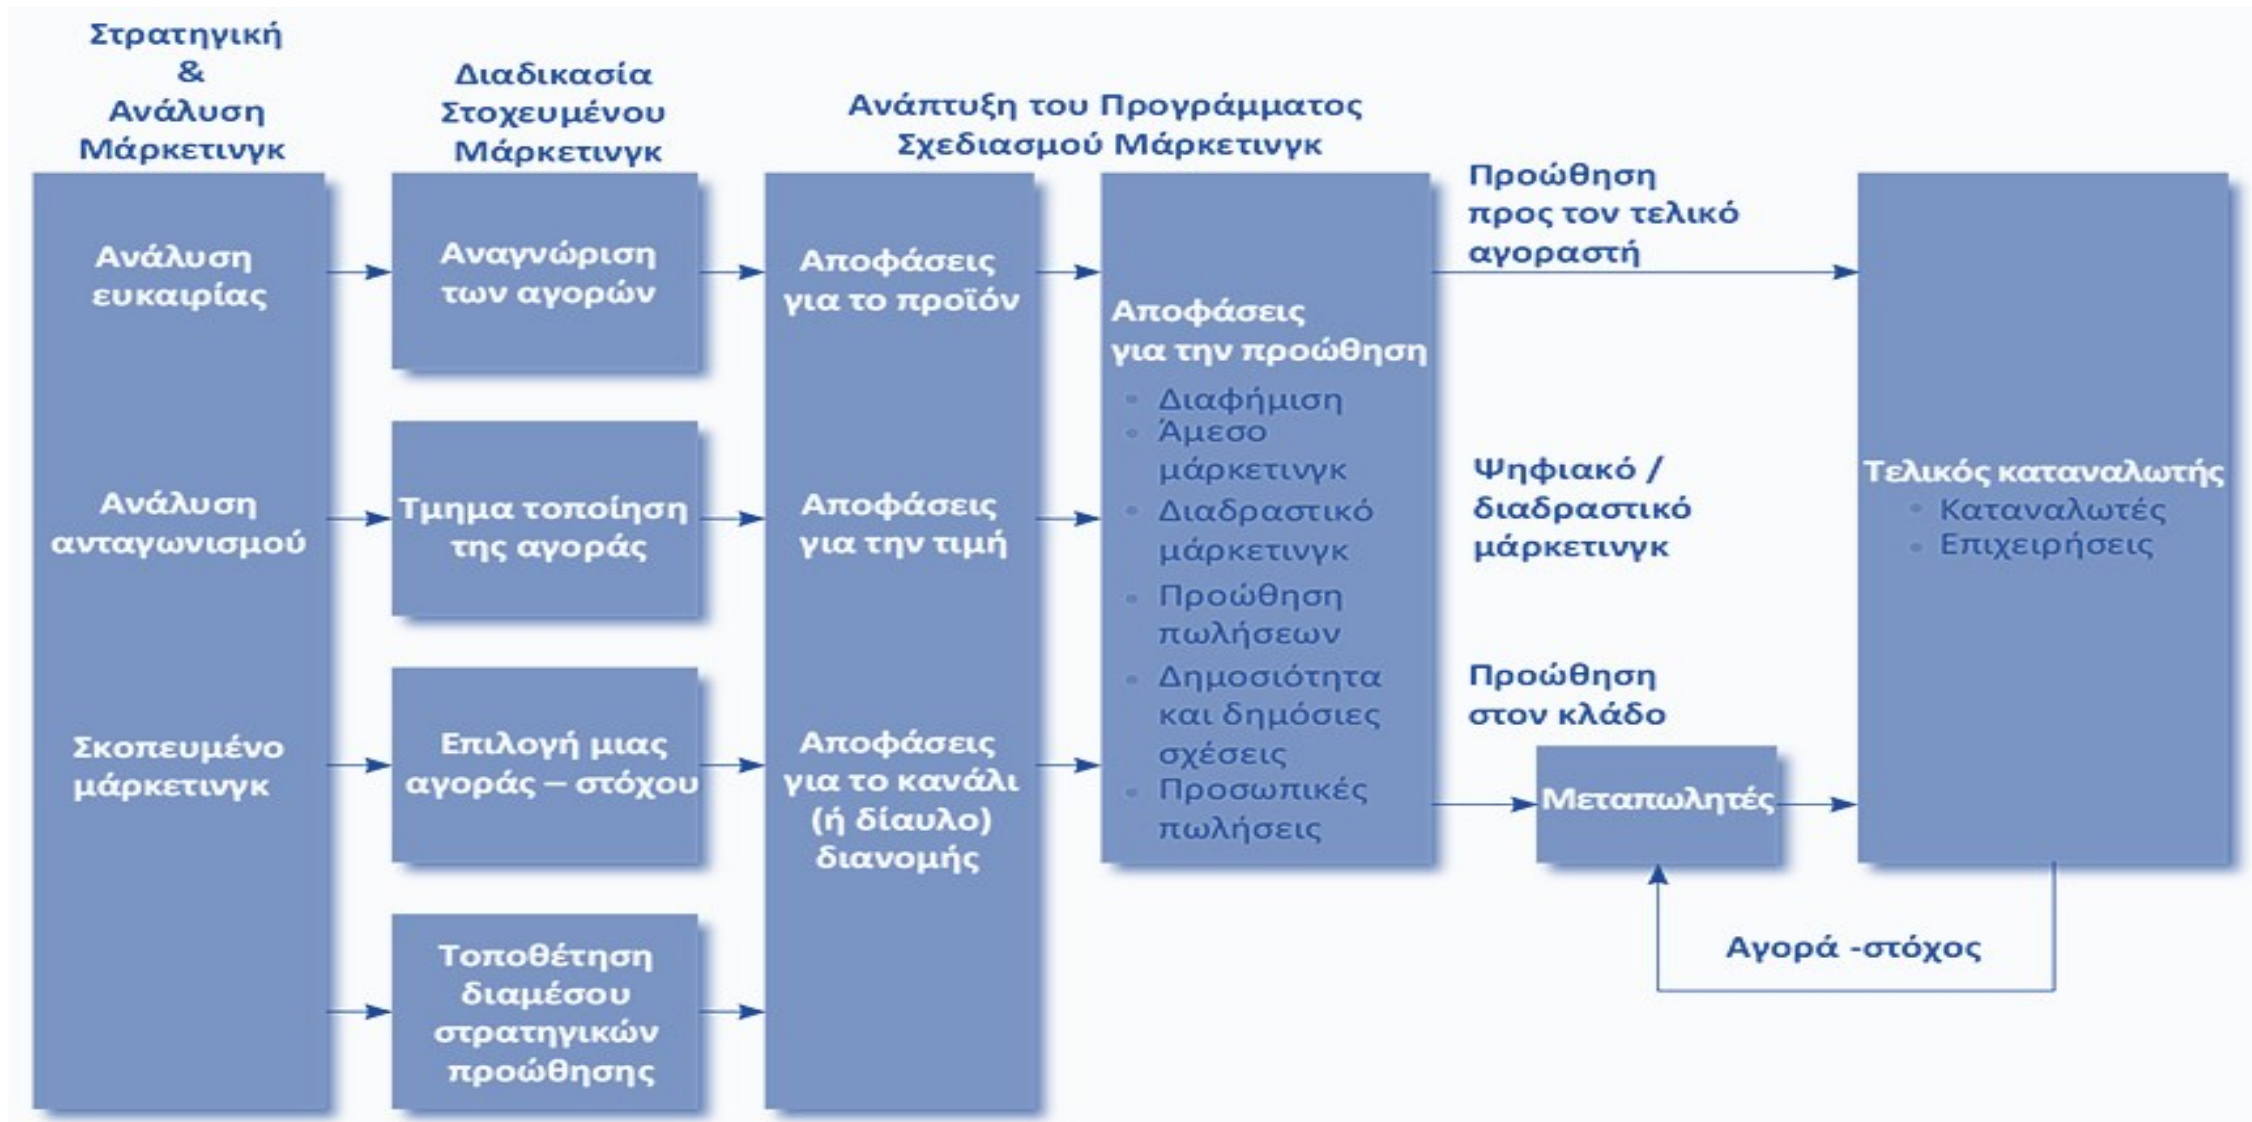 Στρατηγική
&
Ανάλυση
Μάρκετινγκ
Διαδικασία
Στοχευμένου
Μάρκετινγκ
Ανάπτυξη του Προγράμματος
Σχεδιασμού Μάρκετινγκ
Ανάλυση
ευκαιρίας
Ανάλυση
ανταγωνισμού
Σκοπευμένο
μάρκετινγκ
Αναγνώριση
των αγορών
Τμημα τοποίηση
της αγοράς
Επιλογή μιας
αγοράς – στόχου
Τοποθέτηση
διαμέσου
στρατηγικών
προώθησης
Αποφάσεις
για το προϊόν
Αποφάσεις
για την τιμή
Αποφάσεις
για το κανάλι
(ή δίαυλο)
διανομής
Αποφάσεις
για την προώθηση
• Διαφήμιση
• Άμεσο
μάρκετινγκ
• Διαδραστικό
μάρκετινγκ
• Προώθηση
πωλήσεων
• Δημοσιότητα
και δημόσιες
σχέσεις
• Προσωπικές
πωλήσεις
Προώθηση
προς τον τελικό
αγοραστή
Ψηφιακό /
διαδραστικό
μάρκετινγκ
Προώθηση
στον κλάδο
Μεταπωλητές
Τελικός καταναλωτής
• Καταναλωτές
• Επιχειρήσεις
Αγορά -στόχος